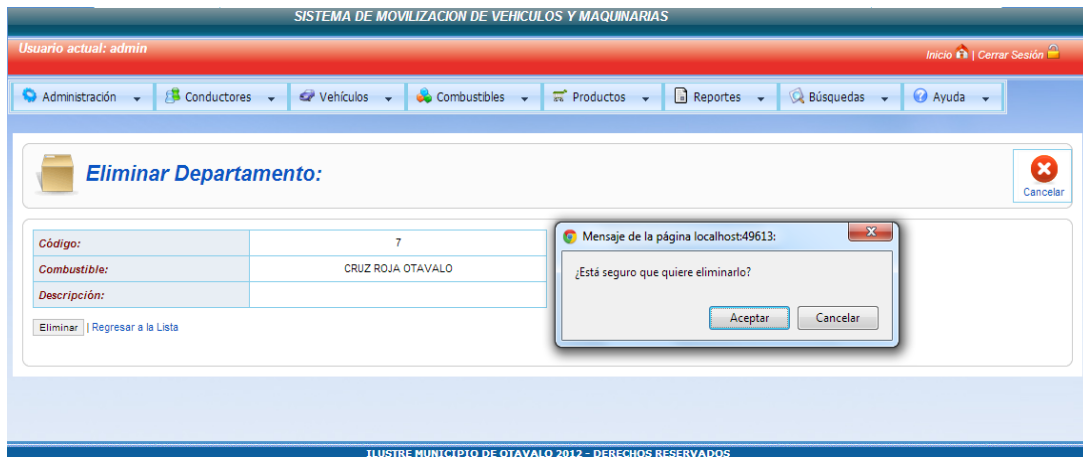 SISTEMA DE MOVILIZACION DE VEHICULOS Y MAQUINARIAS
Usuario actual: admin
Inicio | Cerrar Sesión
Administración Conductores Vehículos Combustibles Productos Reportes Búsquedas Ayuda
Eliminar Departamento:
Cancelar
Código: 7
Combustible: CRUZ ROJA OTAVALO
Descripción:
Eliminar | Regresar a la Lista
Mensaje de la página localhost:49613:
¿Está seguro que quiere eliminarlo?
Aceptar Cancelar
ILUSTRE MUNICIPIO DE OTAVALO 2012 - DERECHOS RESERVADOS